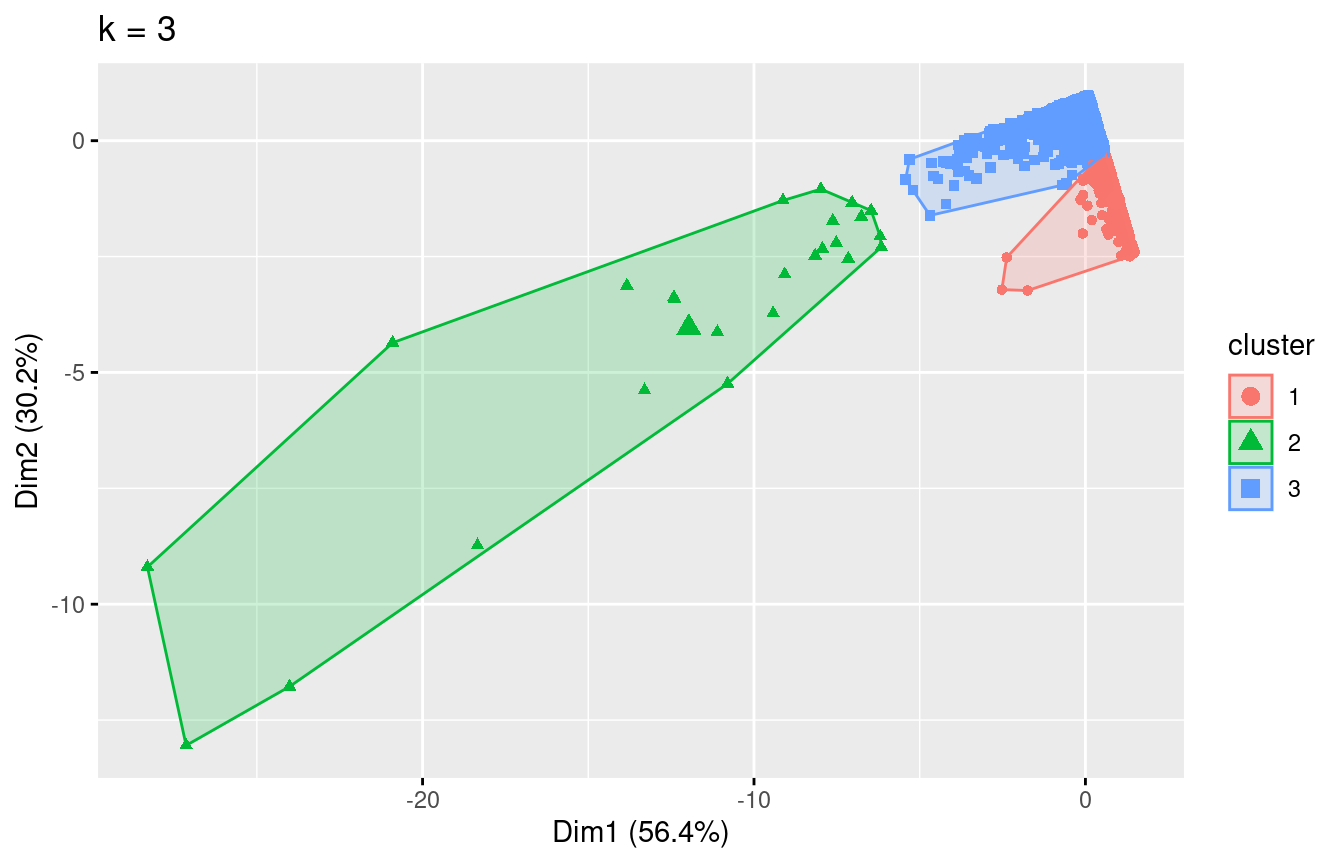 k = 3
0
-5
-10
-20
-10
0
Dim1 (56.4%)
Dim2 (30.2%)
cluster
1
2
3